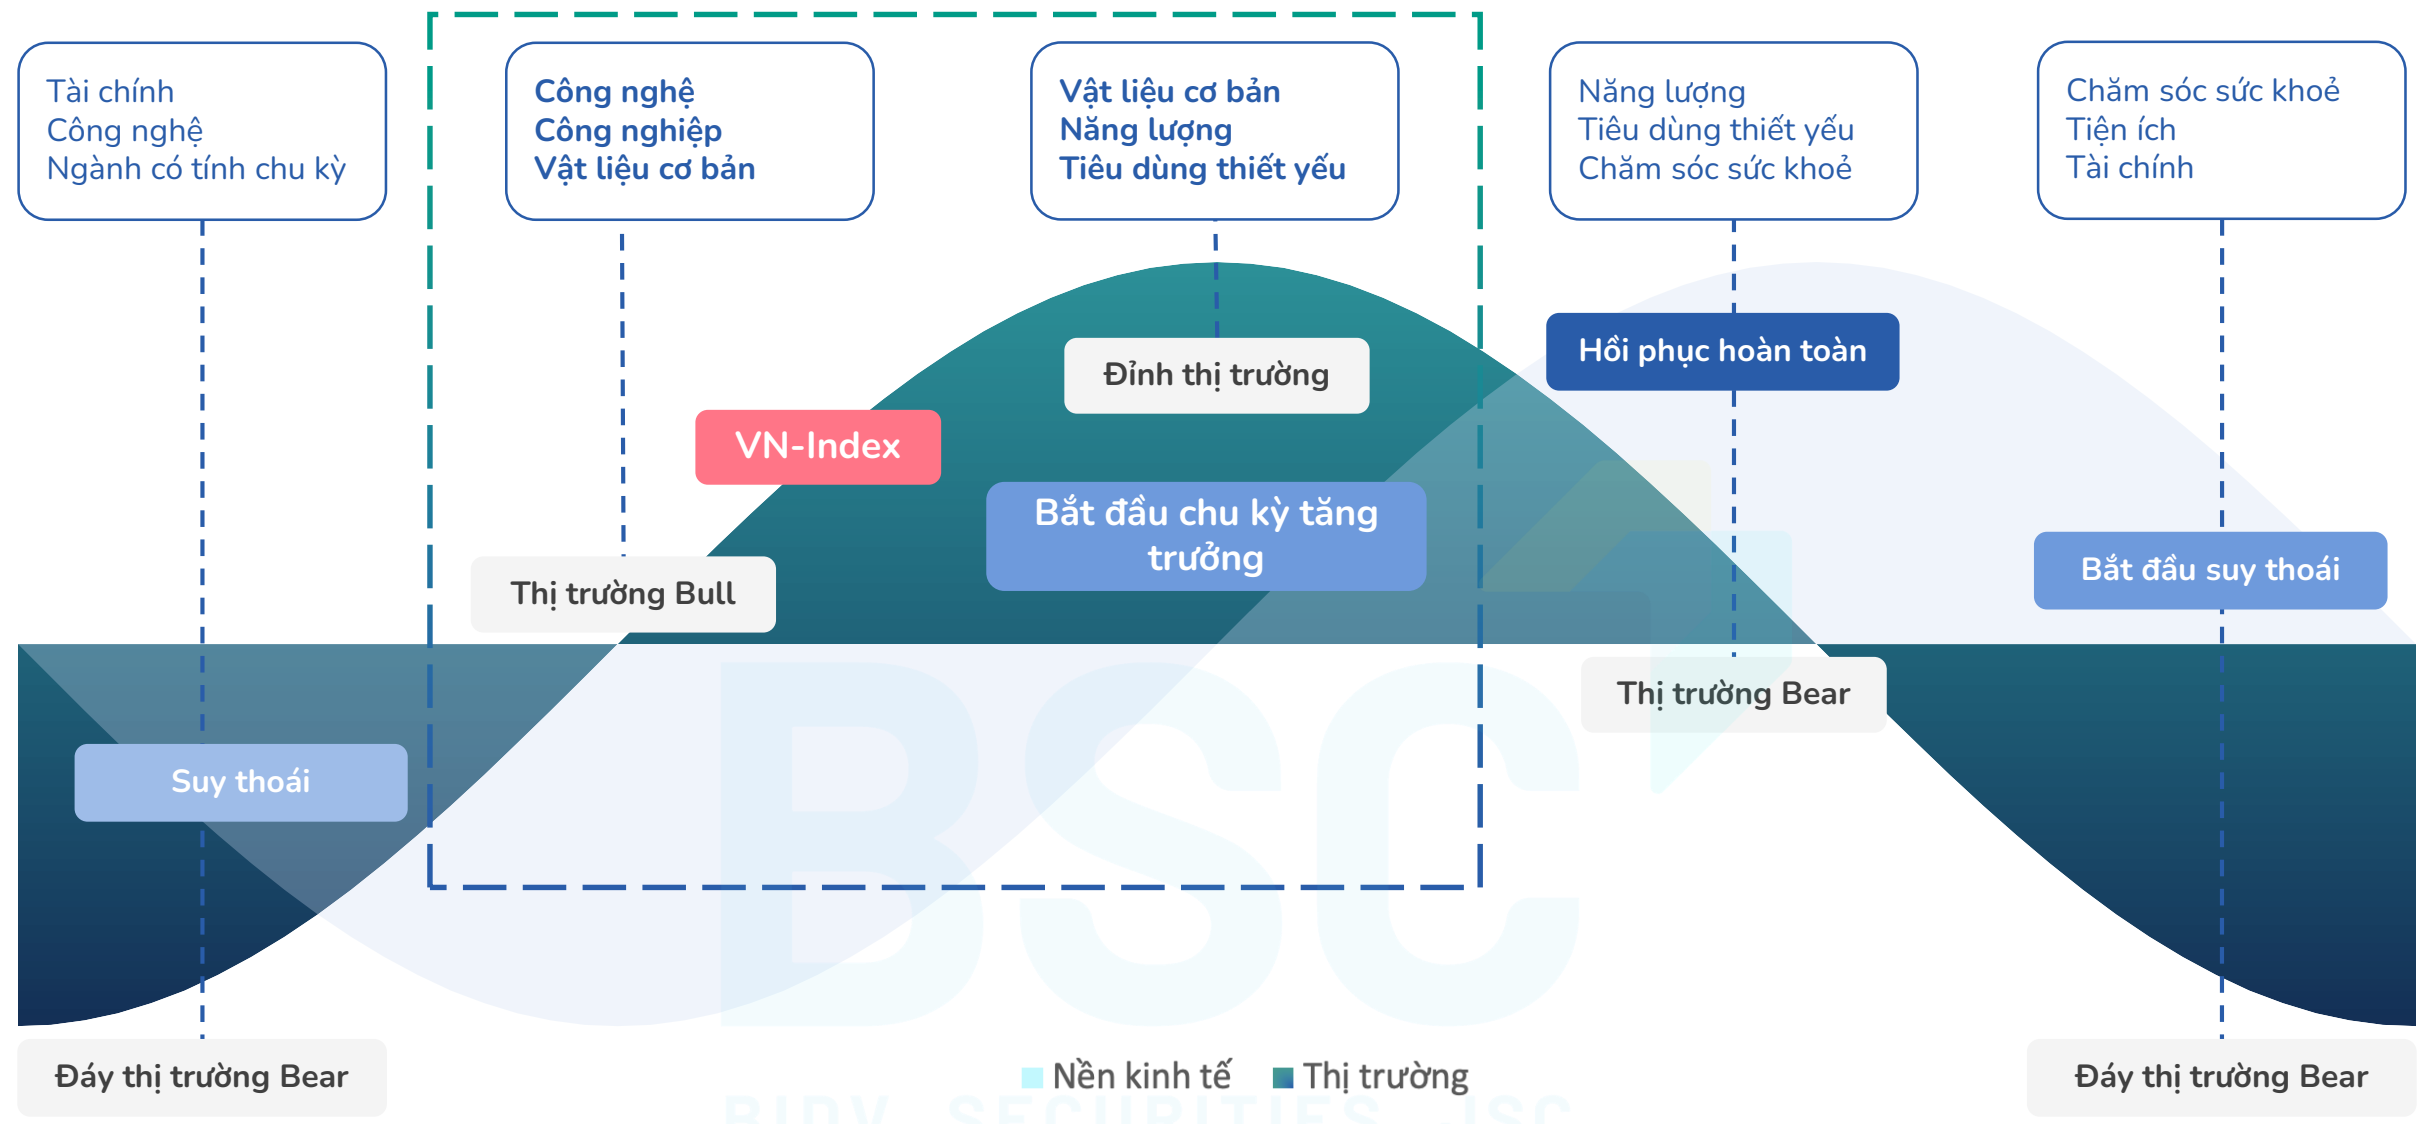 Tài chính
Công nghệ
Ngành có tính chu kỳ
Công nghệ
Công nghiệp
Vật liệu cơ bản
Vật liệu cơ bản
Năng lượng
Tiêu dùng thiết yếu
Năng lượng
Tiêu dùng thiết yếu
Chăm sóc sức khoẻ
Chăm sóc sức khoẻ
Tiện ích
Tài chính
Hồi phục hoàn toàn
Đỉnh thị trường
VN-Index
Bắt đầu chu kỳ tăng
trưởng
Bắt đầu suy thoái
Thị trường Bull
Thị trường Bear
Suy thoái
BSC
Đáy thị trường Bear
Nền kinh tế
Thị trường
Đáy thị trường Bear
BIDV SECURITIES JSC